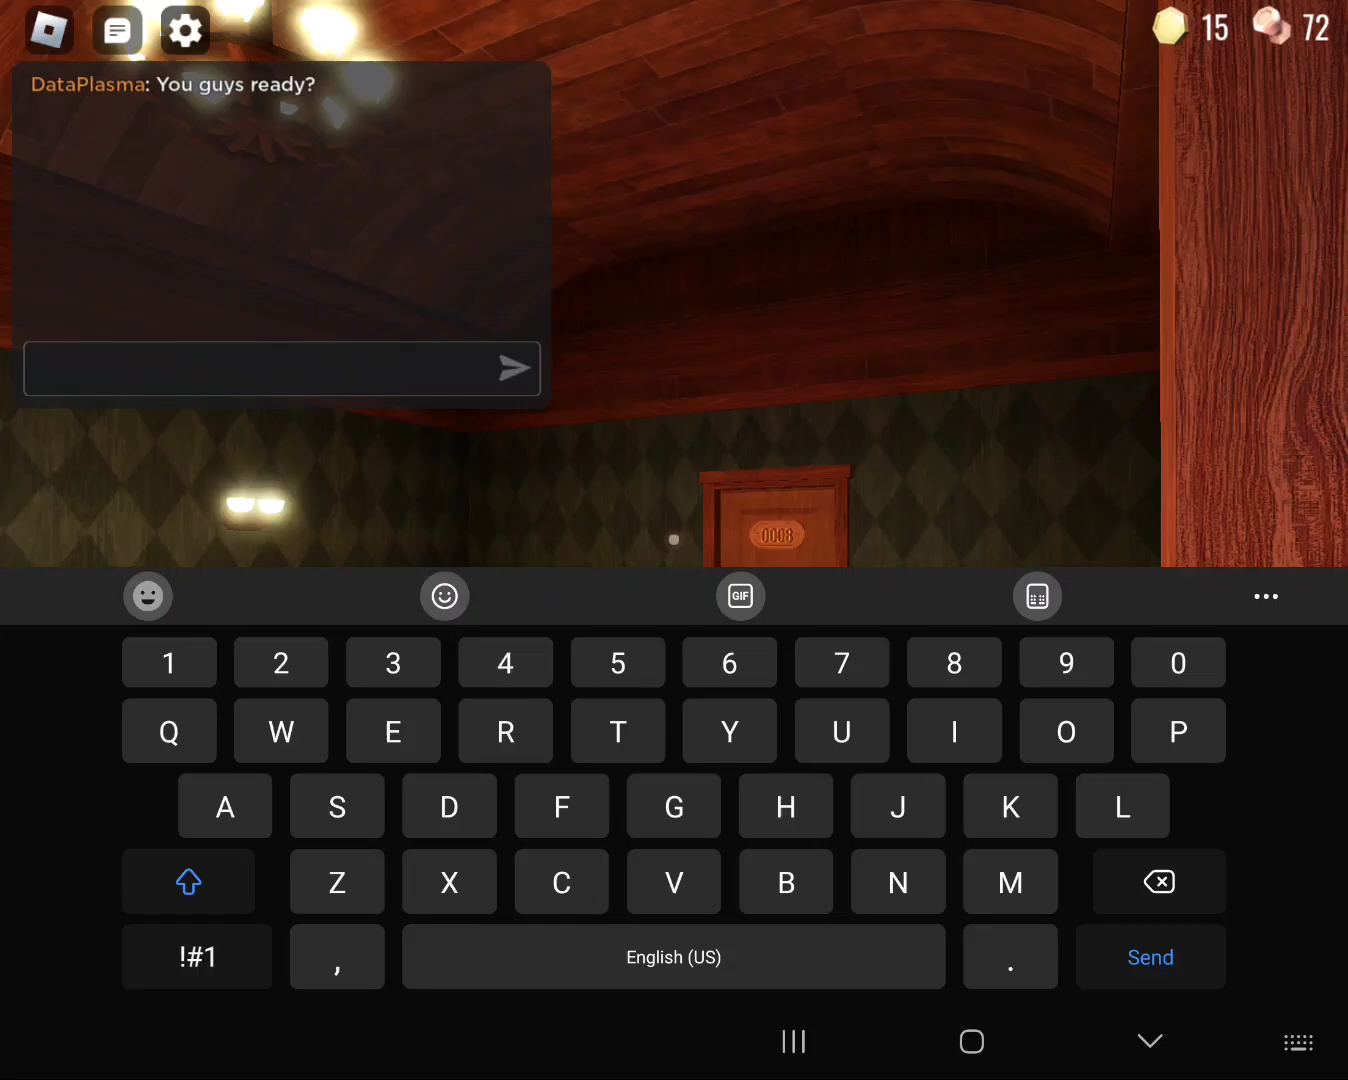 15 72
DataPlasma: You guys ready?
0008
GIF
1 2 3 4 5 6 7 8 9 0
Q W E R T Y U I O P
A S D F G H J K L
Z X C V B N M
!#1 , English (US) . Send